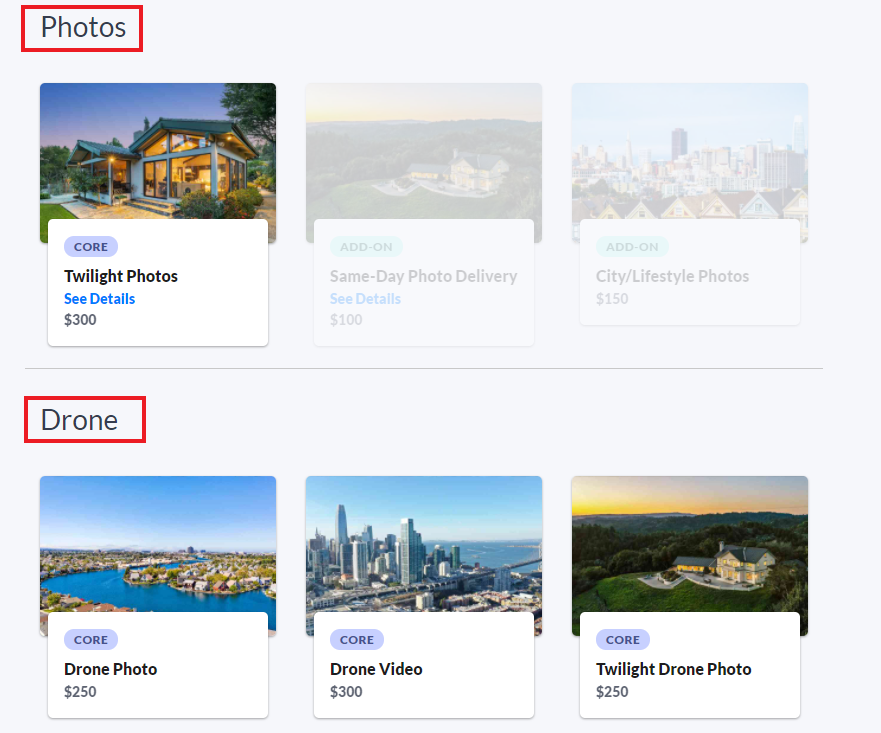 Photos
CORE
Twilight Photos
See Details
$300
ADD-ON
Same-Day Photo Delivery
See Details
$100
ADD-ON
City/Lifestyle Photos
$150
Drone
CORE
Drone Photo
$250
CORE
Drone Video
$300
CORE
Twilight Drone Photo
$250